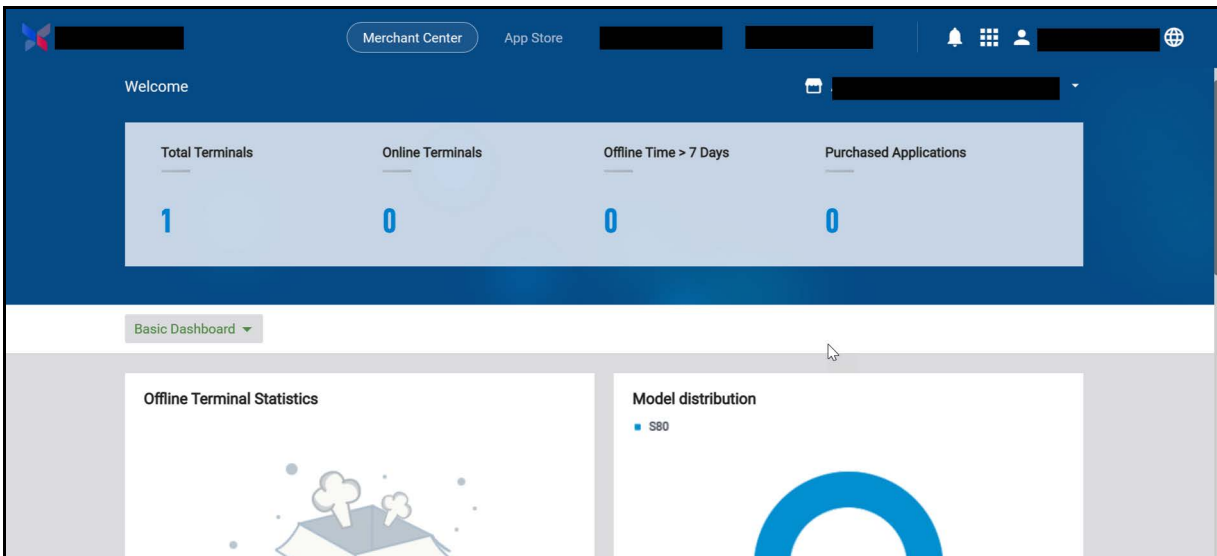 Merchant Center App Store
Welcome
Total Terminals Online Terminals Offline Time > 7 Days Purchased Applications
1 0 0 0
Basic Dashboard
Offline Terminal Statistics Model distribution
S80